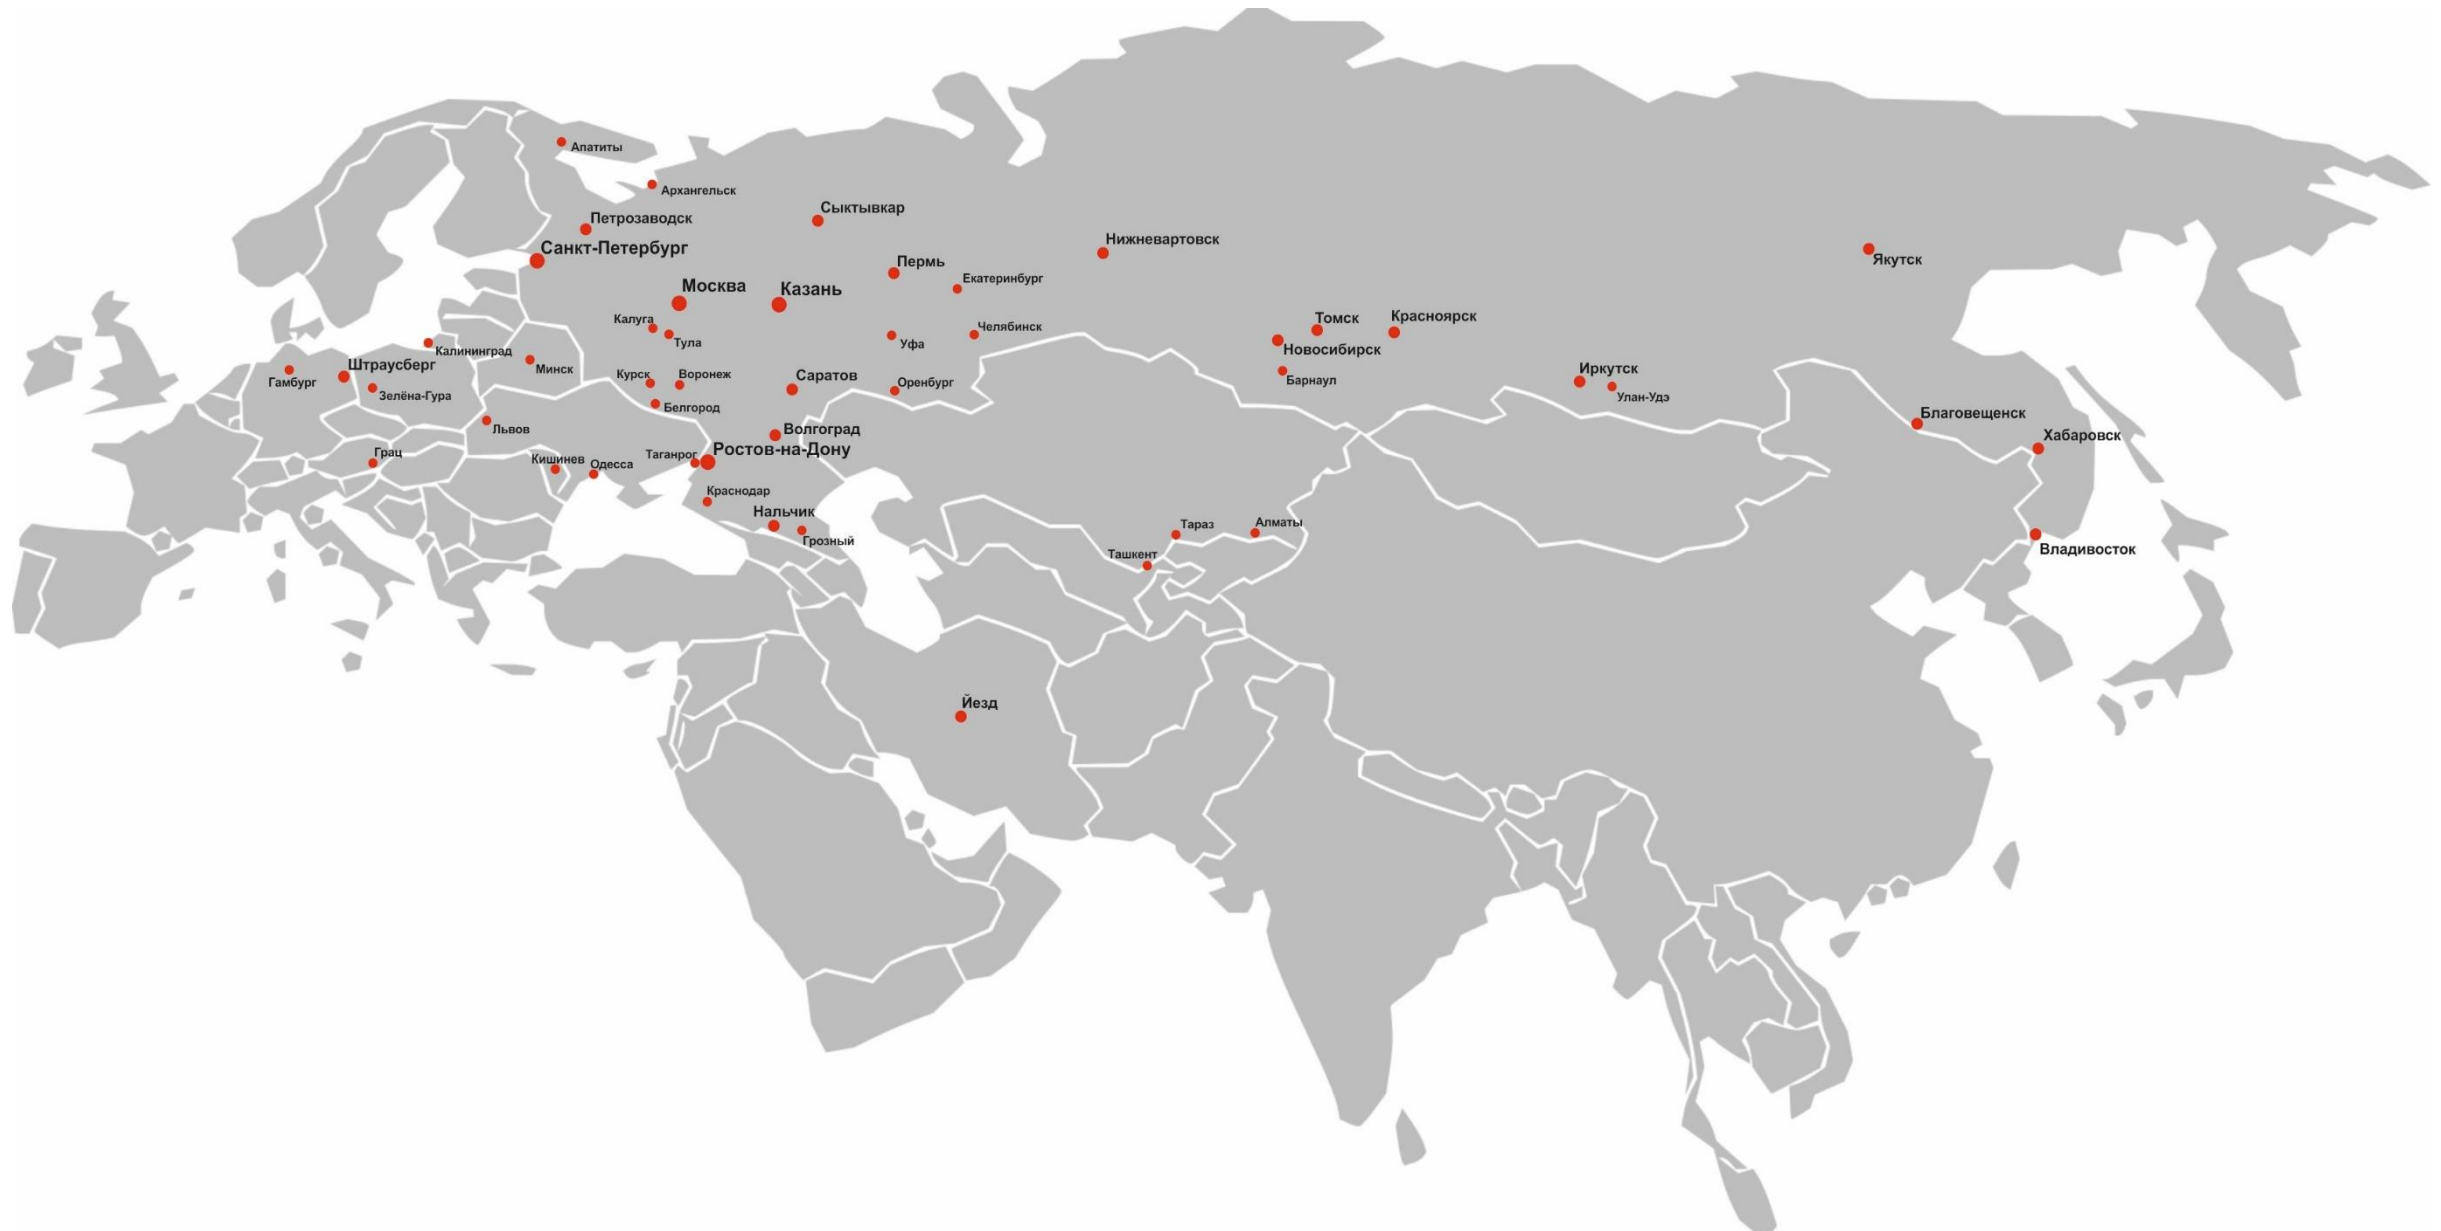 Апатиты
Архангельск
Сыктывкар
Петрозаводск
Санкт-Петербург
Нижневартовск
Якутск
Пермь
Екатеринбург
Москва
Казань
Калуга
Тула
Челябинск
Уфа
Томск
Красноярск
Новосибирск
Калининград
Штраусберг
Минск
Гамбург
Зелёна-Гура
Курск
Воронеж
Саратов
Оренбург
Барнаул
Иркутск
Улан-Удэ
Белгород
Благовещенск
Львов
Волгоград
Хабаровск
Грац
Кишинев
Одесса
Таганрог
Ростов-на-Дону
Краснодар
Нальчик
Грозный
Тараз
Алматы
Ташкент
Владивосток
Йезд